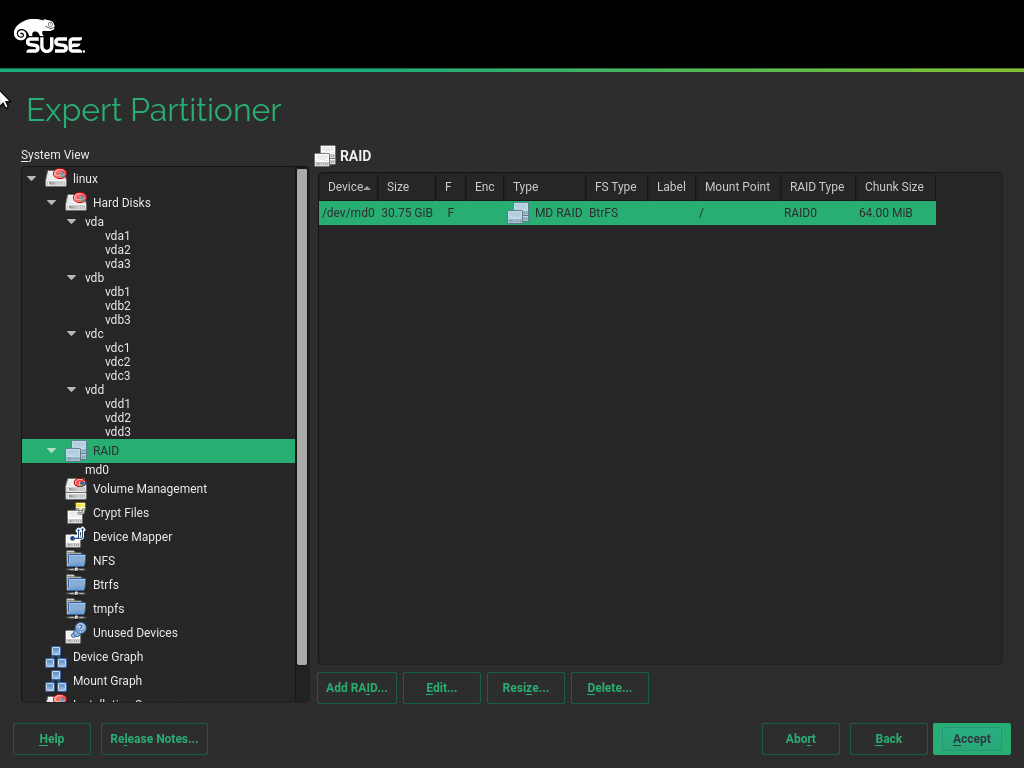 SUSE.
Expert Partitioner
System View
linux
Hard Disks
vda
vda1
vda2
vda3
vdb
vdb1
vdb2
vdb3
vdc
vdc1
vdc2
vdc3
vdd
vdd1
vdd2
vdd3
RAID
md0
Volume Management
Crypt Files
Device Mapper
NFS
Btrfs
tmpfs
Unused Devices
Device Graph
Mount Graph
RAID
Device Size F Enc Type FS Type Label Mount Point RAID Type Chunk Size
/dev/md0 30.75 GiB F MD RAID BtrFS / RAID0 64.00 MiB
Add RAID... Edit... Resize... Delete...
Help Release Notes... Abort Back Accept